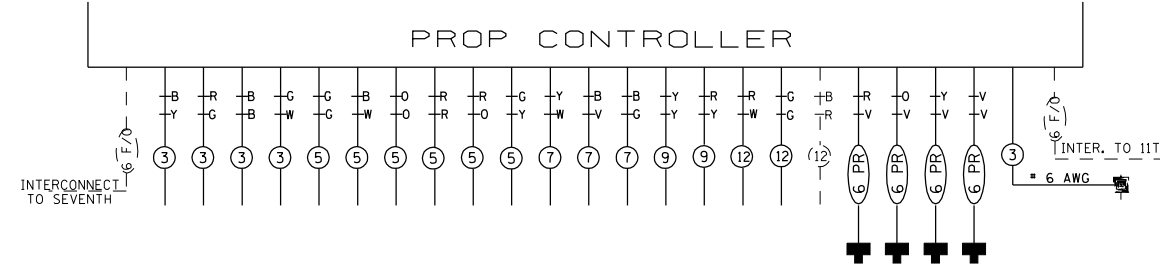 PROP CONTROLLER
B R B G G B O R R G Y B B Y R R G B R O Y V
Y G B W G W O R O Y W V G Y Y W G R V V V V
6 F/O 3 3 3 3 5 5 5 5 5 5 7 7 7 9 9 12 12 12 6 PR 6 PR 6 PR 6 PR 3 6 F/O
INTER. TO 11T
INTERCONNECT
TO SEVENTH
* 6 AWG